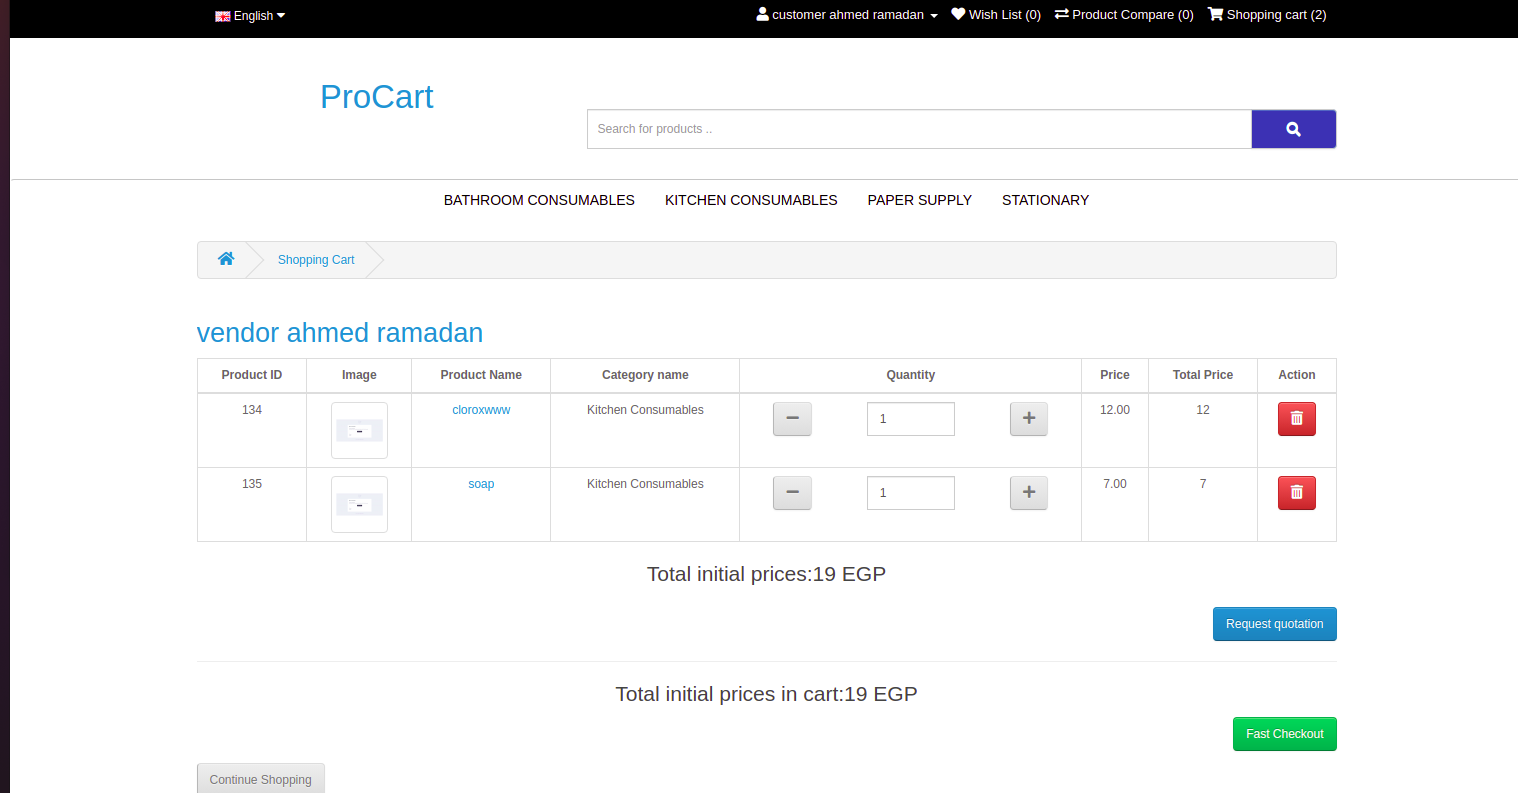 English
customer ahmed ramadan Wish List (0) Product Compare (0) Shopping cart (2)
ProCart
Search for products ..
BATHROOM CONSUMABLES KITCHEN CONSUMABLES PAPER SUPPLY STATIONARY
Shopping Cart
vendor ahmed ramadan
Product ID Image Product Name Category name Quantity Price Total Price Action
134 cloroxwww Kitchen Consumables 1 12.00 12
135 soap Kitchen Consumables 1 7.00 7
Total initial prices:19 EGP
Request quotation
Total initial prices in cart:19 EGP
Fast Checkout
Continue Shopping